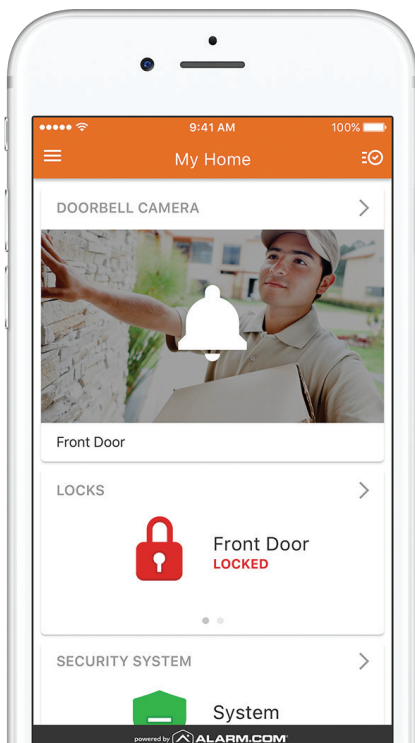 9:41 AM
100%
My Home
DOORBELL CAMERA
Front Door
LOCKS
Front Door
LOCKED
SECURITY SYSTEM
System
powered by ALARM.COM